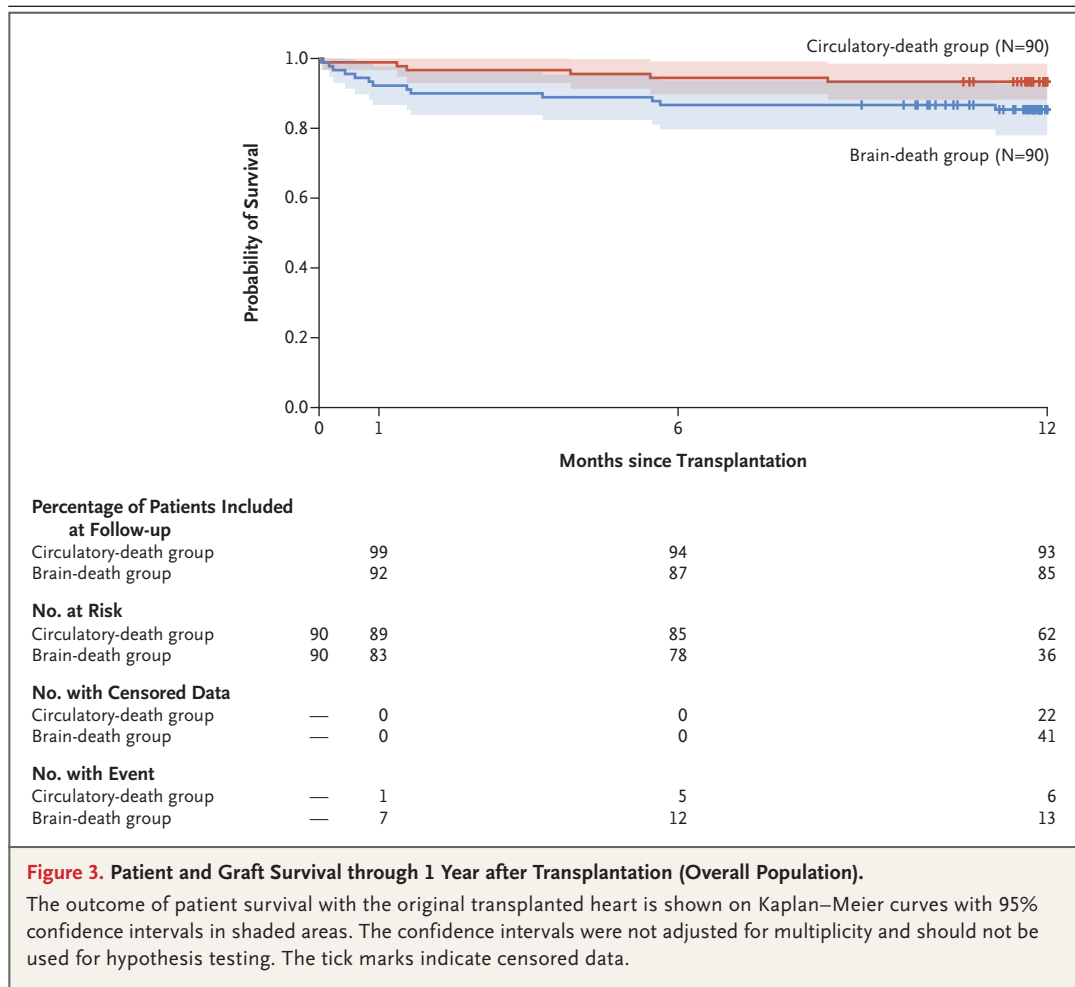 Circulatory-death group (N=90)
1.0
0.8
0.6
0.4
0.2
0.0
Probability of Survival
Brain-death group (N=90)
0 1 6 12
Months since Transplantation
Percentage of Patients Included
at Follow-up
Circulatory-death group 99 94 93
Brain-death group 92 87 85
No. at Risk
Circulatory-death group 90 89 85 62
Brain-death group 90 83 78 36
No. with Censored Data
Circulatory-death group — 0 0 22
Brain-death group — 0 0 41
No. with Event
Circulatory-death group — 1 5 6
Brain-death group — 7 12 13
Figure 3. Patient and Graft Survival through 1 Year after Transplantation (Overall Population).
The outcome of patient survival with the original transplanted heart is shown on Kaplan–Meier curves with 95%
confidence intervals in shaded areas. The confidence intervals were not adjusted for multiplicity and should not be
used for hypothesis testing. The tick marks indicate censored data.